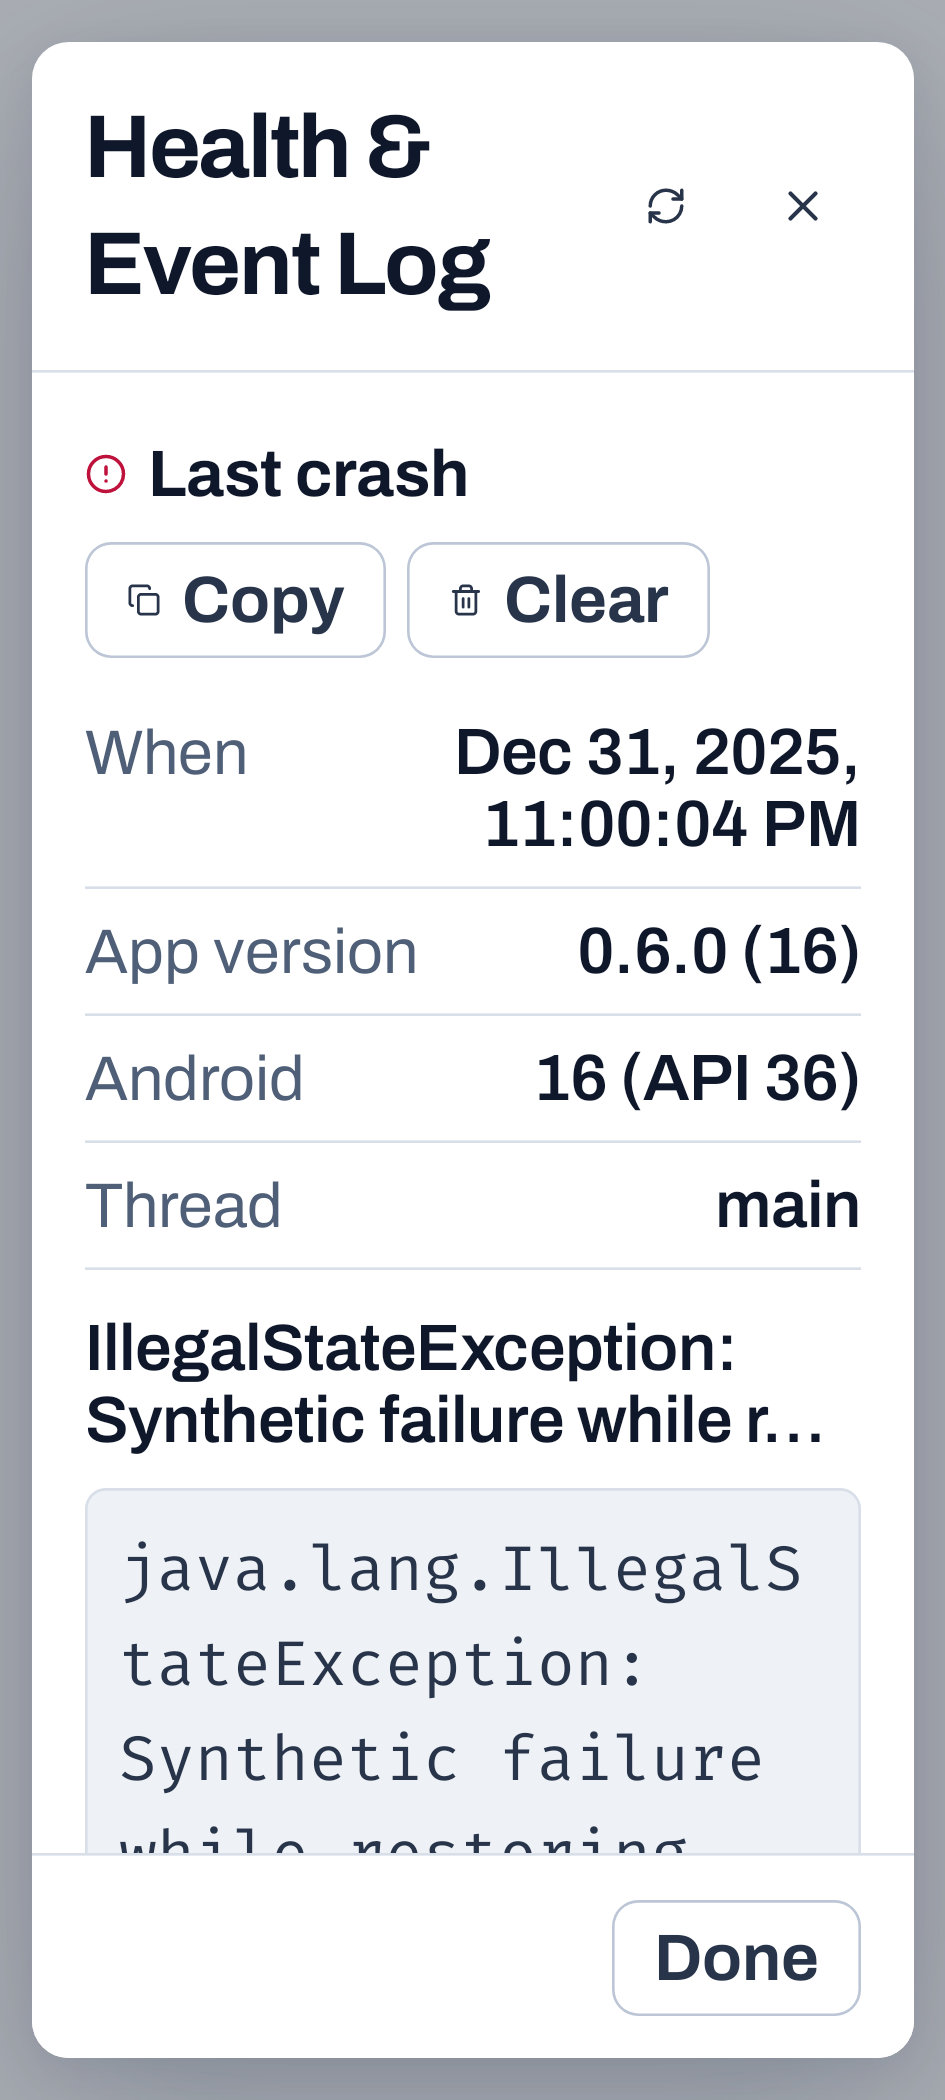 Health &
Event Log
Last crash
Copy
Clear
When
Dec 31, 2025,
11:00:04 PM
App version
0.6.0 (16)
Android
16 (API 36)
Thread
main
IllegalStateException:
Synthetic failure while r…
java.lang.IllegalS
tateException:
Synthetic failure
while restoring
Done